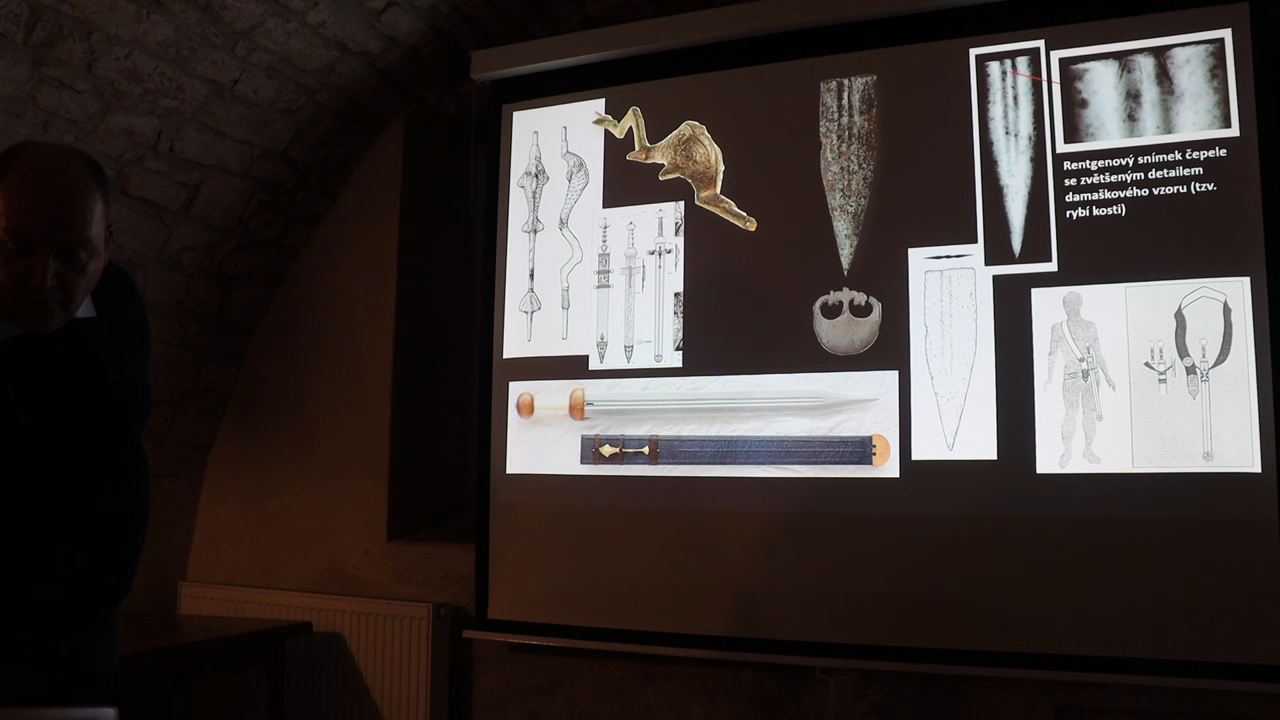 Rentgenový snímek čepele
se zvětšeným detailem
damaškového vzoru (tzv.
rybí kosti)